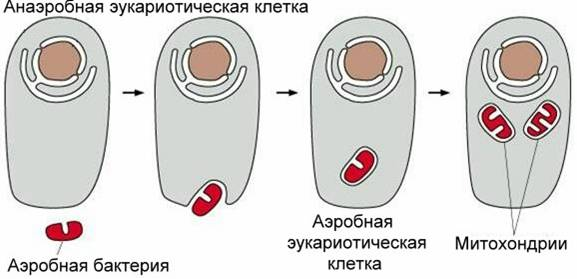 Анаэробная эукариотическая клетка
Аэробная бактерия
Аэробная
эукариотическая
клетка
Митохондрии